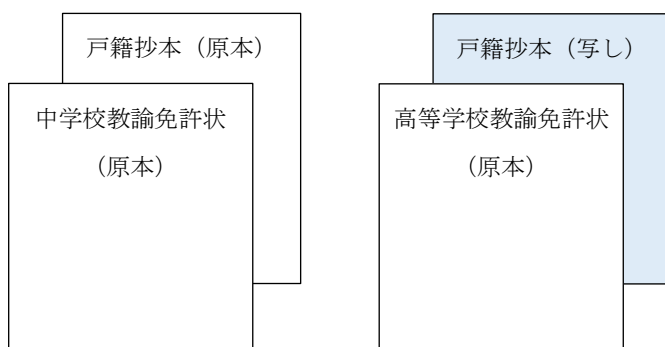 戸籍抄本（原本）
中学校教諭免許状
（原本）
戸籍抄本（写し）
高等学校教諭免許状
（原本）